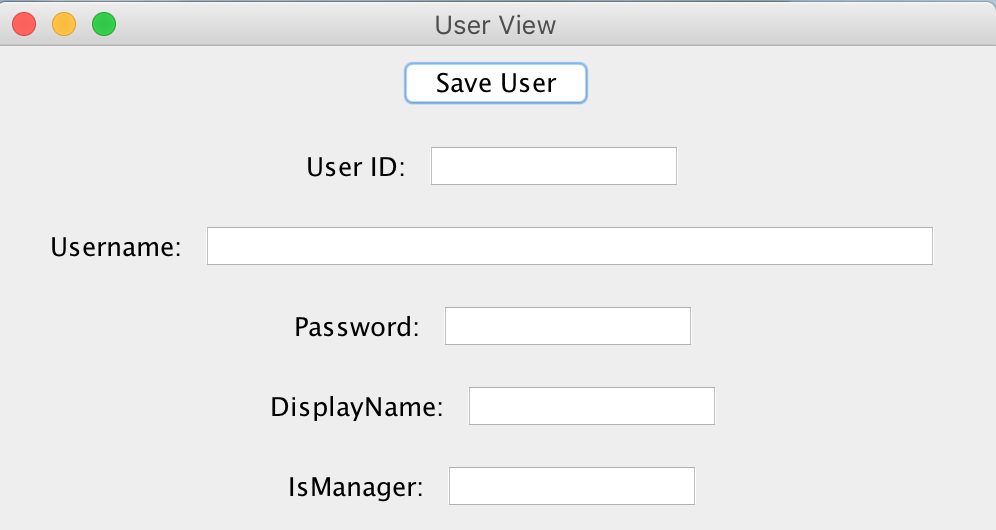 User View
Save User
User ID:
Username:
Password:
DisplayName:
IsManager: